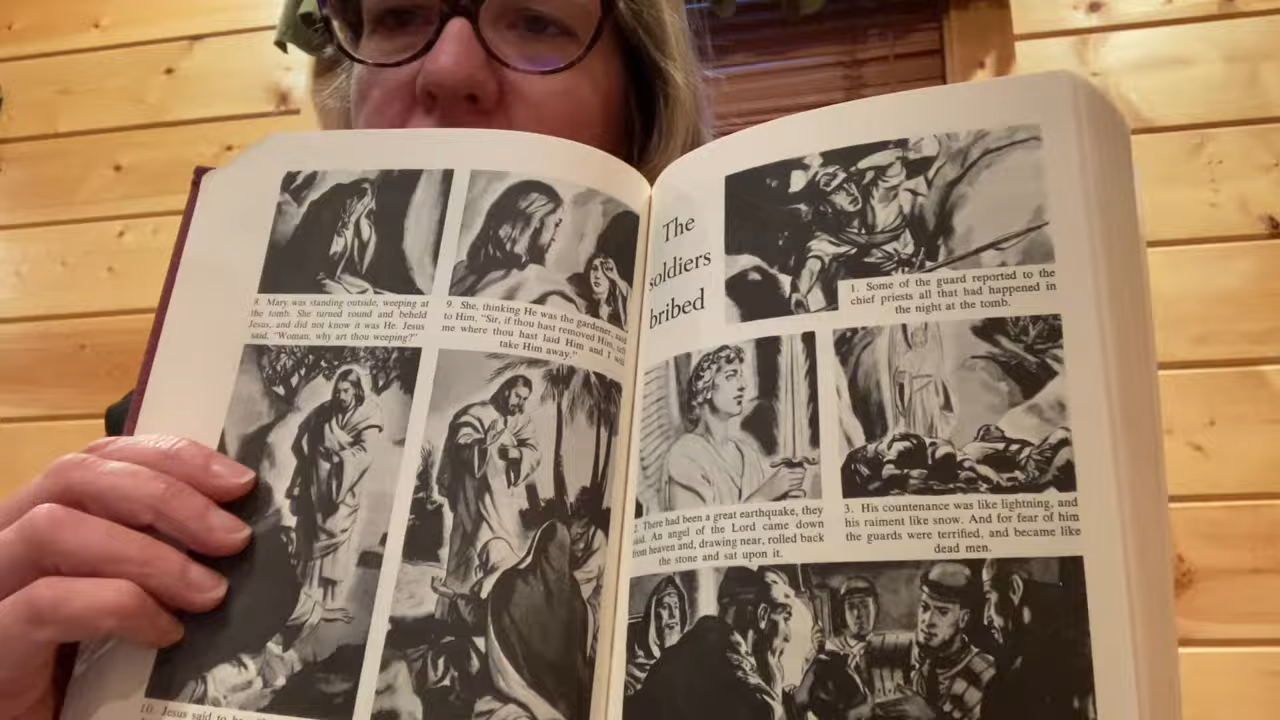 8. Mary was standing outside, weeping at
the tomb. She turned round and beheld
Jesus, and did not know it was He. Jesus
said, "Woman, why art thou weeping?"
9. She, thinking He was the gardener, said
to Him, "Sir, if thou hast removed Him, tell
me where thou hast laid Him and I will
take Him away."
10. Jesus said to
The
soldiers
bribed
1. Some of the guard reported to the
chief priests all that had happened in
the night at the tomb.
2. There had been a great earthquake, they
said. An angel of the Lord came down
from heaven and, drawing near, rolled back
the stone and sat upon it.
3. His countenance was like lightning, and
his raiment like snow. And for fear of him
the guards were terrified, and became like
dead men.